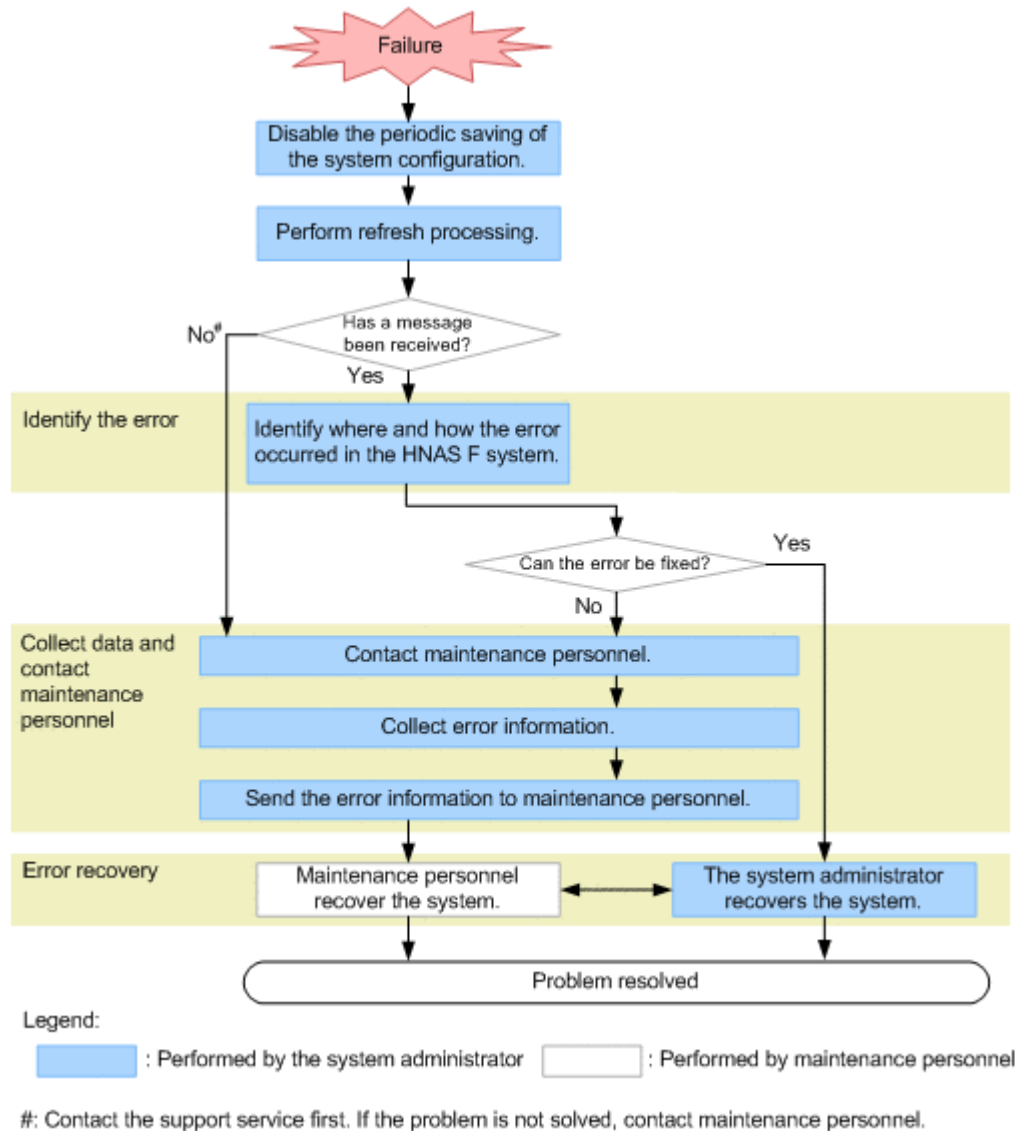 Failure
Disable the periodic saving of
the system configuration.
Perform refresh processing.
Has a message
been received?
No#
Yes
Identify the error
Identify where and how the error
occurred in the HNAS F system.
Can the error be fixed?
Yes
No
Collect data and
contact
maintenance
personnel
Contact maintenance personnel.
Collect error information.
Send the error information to maintenance personnel.
Error recovery
Maintenance personnel
recover the system.
The system administrator
recovers the system.
Problem resolved
Legend:
: Performed by the system administrator
: Performed by maintenance personnel
#: Contact the support service first. If the problem is not solved, contact maintenance personnel.